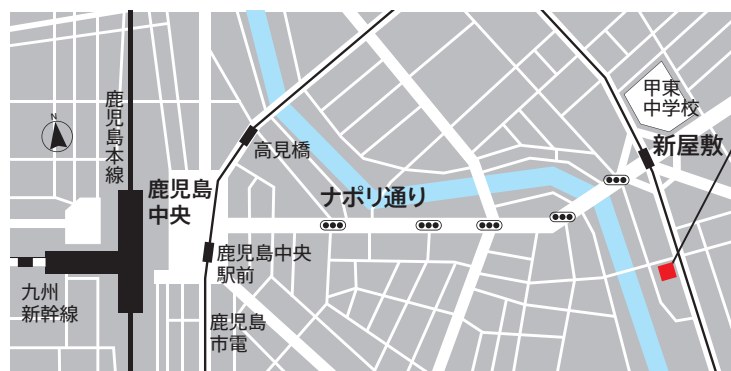 甲東
中学校
新屋敷
高見橋
N
鹿児島本線
鹿児島
中央
ナポリ通り
鹿児島中央
駅前
九州
新幹線
鹿児島
市電